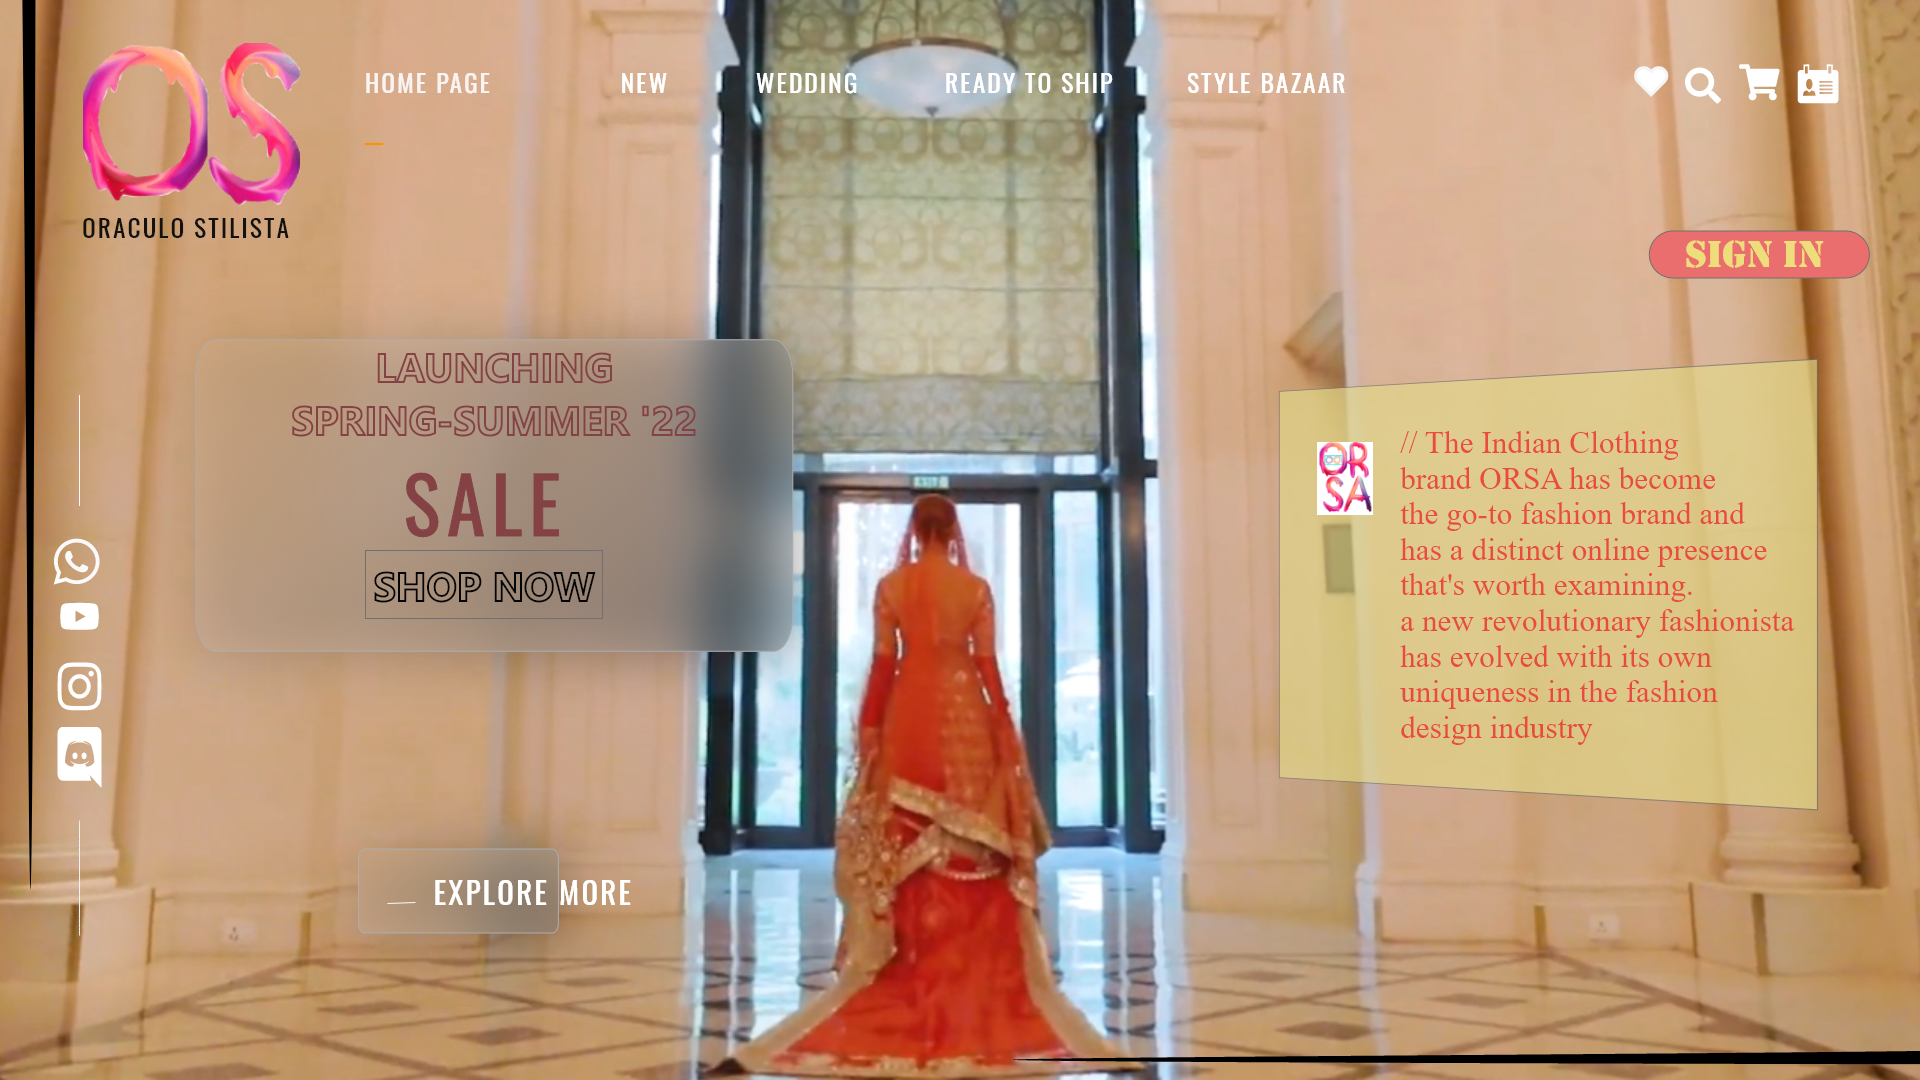 OS
ORACULO STILISTA
HOME PAGE
NEW
WEDDING
READY TO SHIP
STYLE BAZAAR
SIGN IN
LAUNCHING
SPRING-SUMMER '22
SALE
SHOP NOW
OR
SA
// The Indian Clothing
brand ORSA has become
the go-to fashion brand and
has a distinct online presence
that's worth examining.
a new revolutionary fashionista
has evolved with its own
uniqueness in the fashion
design industry
EXPLORE MORE